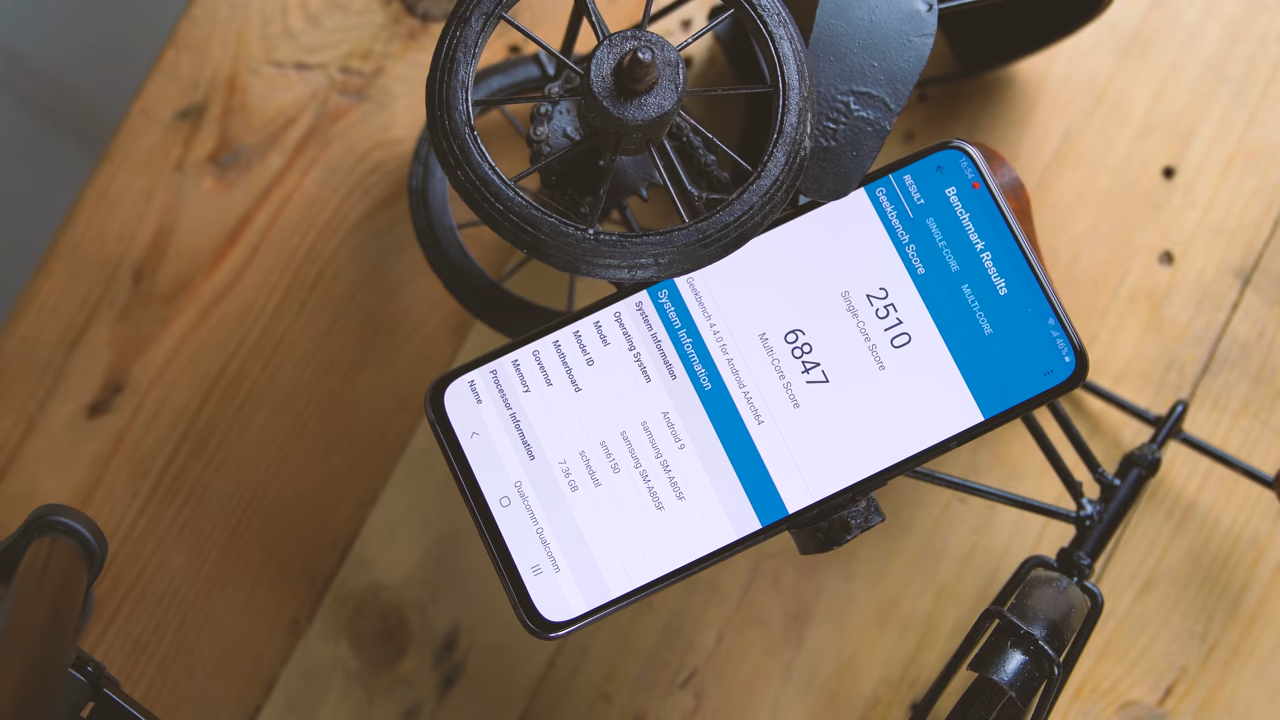 16:54 46%
Benchmark Results
RESULT SINGLE-CORE MULTI-CORE
Geekbench Score
2510
Single-Core Score
6847
Multi-Core Score
Geekbench 4.4.0 for Android AArch64
System Information
System Information
Operating System Android 9
Model samsung SM-A805F
Model ID samsung SM-A805F
Motherboard sm6150
Governor schedutil
Memory 7.36 GB
Processor Information
Name Qualcomm Qualcomm